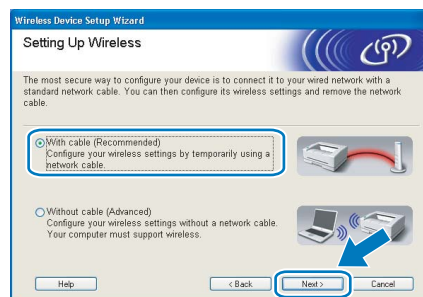 Wireless Device Setup Wizard
Setting Up Wireless
The most secure way to configure your device is to connect it to your wired network with a
standard network cable. You can then configure its wireless settings and remove the network
cable.
With cable (Recommended)
Configure your wireless settings by temporarily using a
network cable.
Without cable (Advanced)
Configure your wireless settings without a network cable.
Your computer must support wireless.
Help
< Back
Next >
Cancel